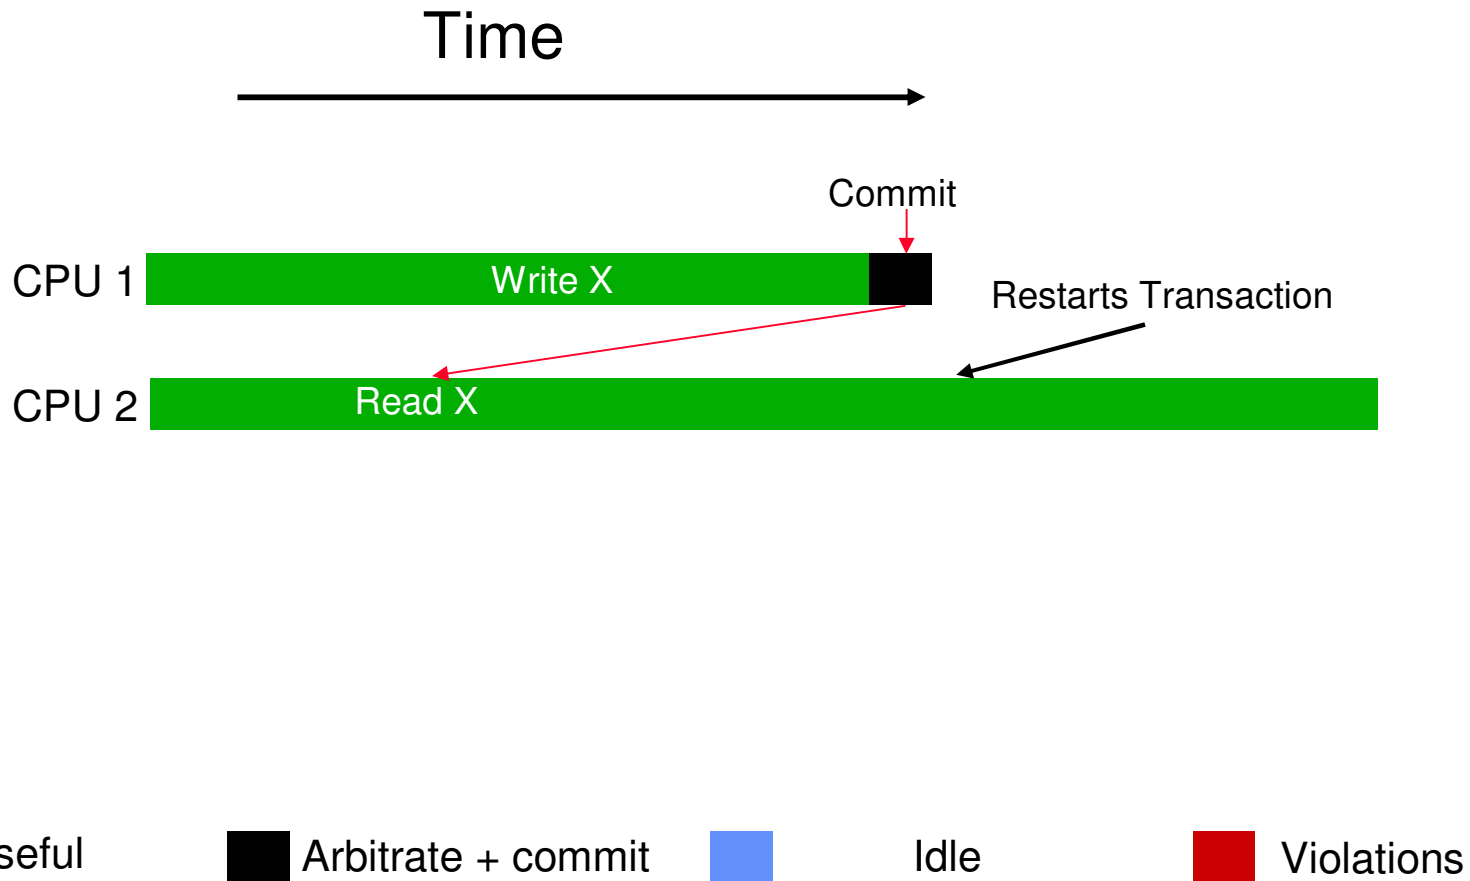 Time
Commit
CPU 1
Write X
Restarts Transaction
CPU 2
Read X
seful
Arbitrate + commit
Idle
Violations